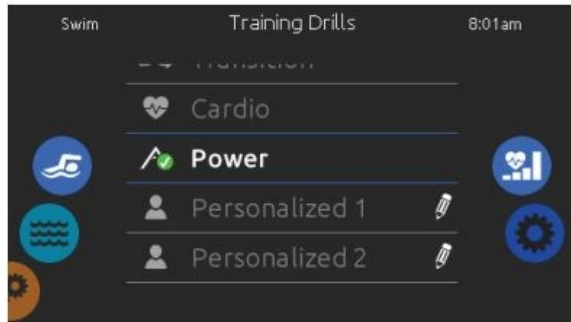 Swim Training Drills 8:01am
Cardio
Power
Personalized 1
Personalized 2